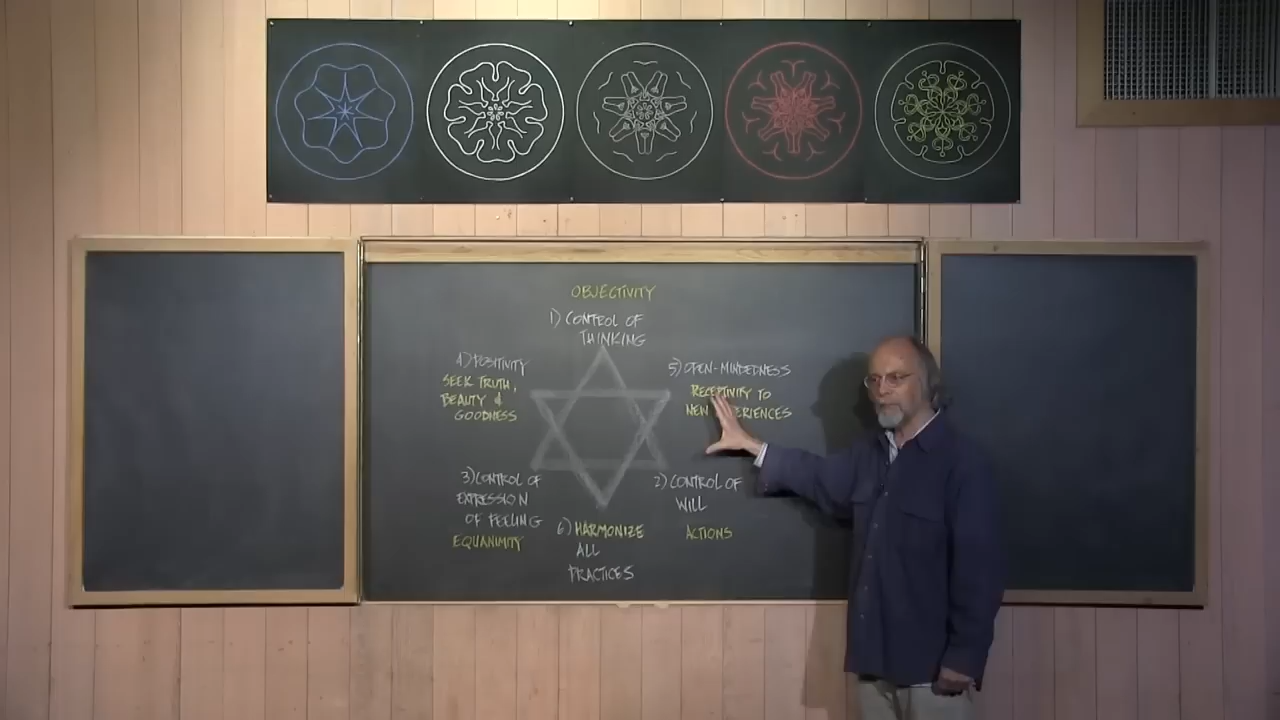 OBJECTIVITY
1) CONTROL OF
THINKING
4) POSITIVITY
SEEK TRUTH,
BEAUTY &
GOODNESS
5) OPEN-MINDEDNESS
RECEPTIVITY TO
NEW EXPERIENCES
3) CONTROL OF
EXPRESSION
OF FEELING
EQUANIMITY
2) CONTROL OF
WILL
ACTIONS
6) HARMONIZE
ALL
PRACTICES